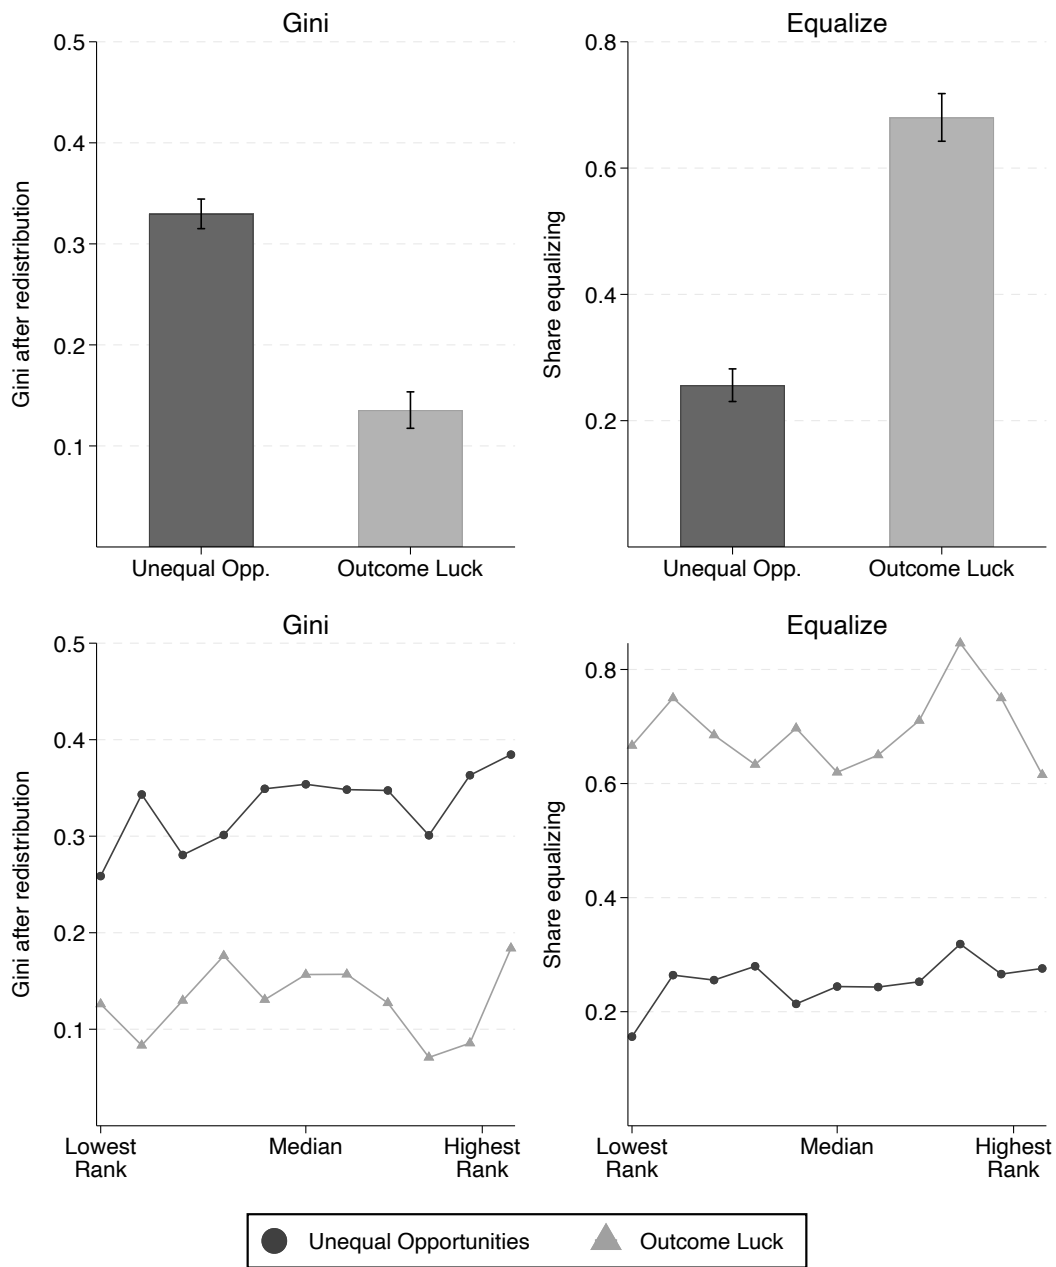 Gini
Gini after redistribution
0.5
0.4
0.3
0.2
0.1
Unequal Opp.
Outcome Luck
Equalize
Share equalizing
0.8
0.6
0.4
0.2
Unequal Opp.
Outcome Luck
Gini
Gini after redistribution
0.5
0.4
0.3
0.2
0.1
Lowest
Rank
Median
Highest
Rank
Equalize
Share equalizing
0.8
0.6
0.4
0.2
Lowest
Rank
Median
Highest
Rank
Unequal Opportunities
Outcome Luck